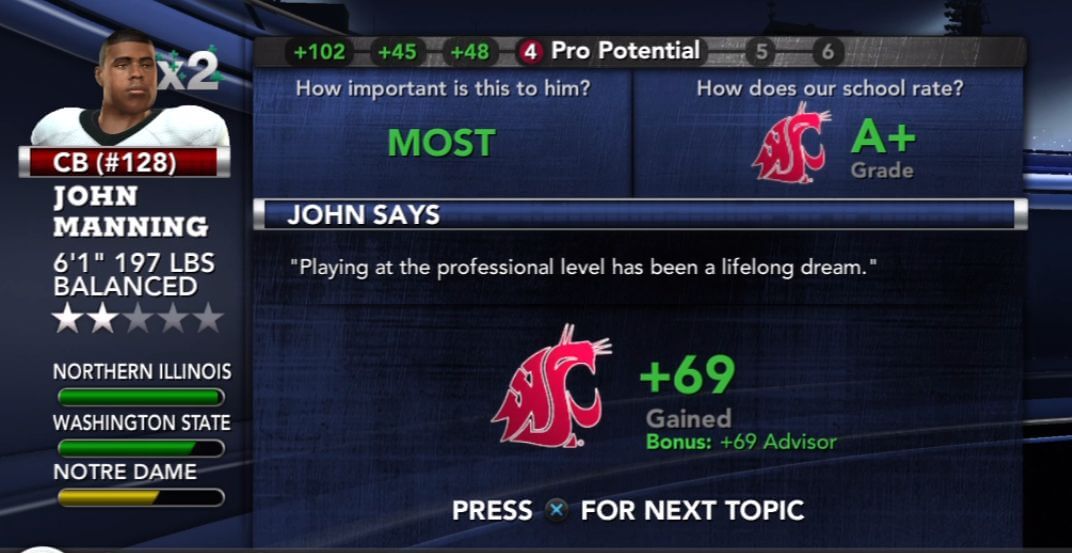 x2
+102 +45 +48 4 Pro Potential 5 6
How important is this to him?
MOST
How does our school rate?
A+
Grade
CB (#128)
JOHN
MANNING
6'1" 197 LBS
BALANCED
JOHN SAYS
"Playing at the professional level has been a lifelong dream."
NORTHERN ILLINOIS
WASHINGTON STATE
NOTRE DAME
+69
Gained
Bonus: +69 Advisor
PRESS X FOR NEXT TOPIC